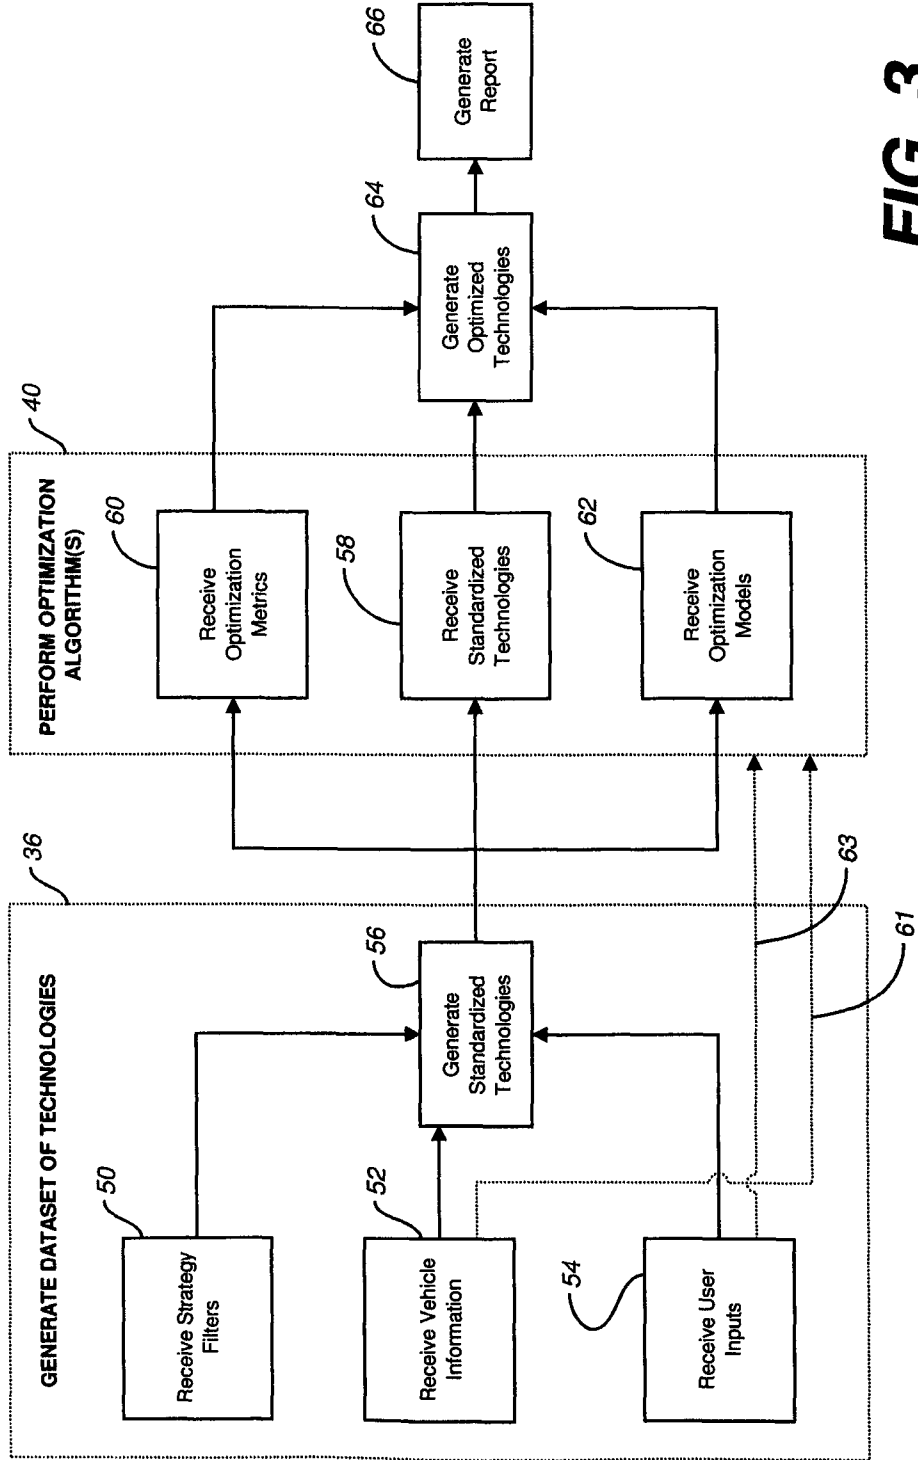 GENERATE DATASET OF TECHNOLOGIES
36
50
Receive Strategy
Filters
52
Receive Vehicle
Information
54
Receive User
Inputs
56
Generate
Standardized
Technologies
63
61
PERFORM OPTIMIZATION
ALGORITHM(S)
40
60
Receive
Optimization
Metrics
58
Receive
Standardized
Technologies
62
Receive
Optimization
Models
64
Generate
Optimized
Technologies
66
Generate
Report
FIG. 3